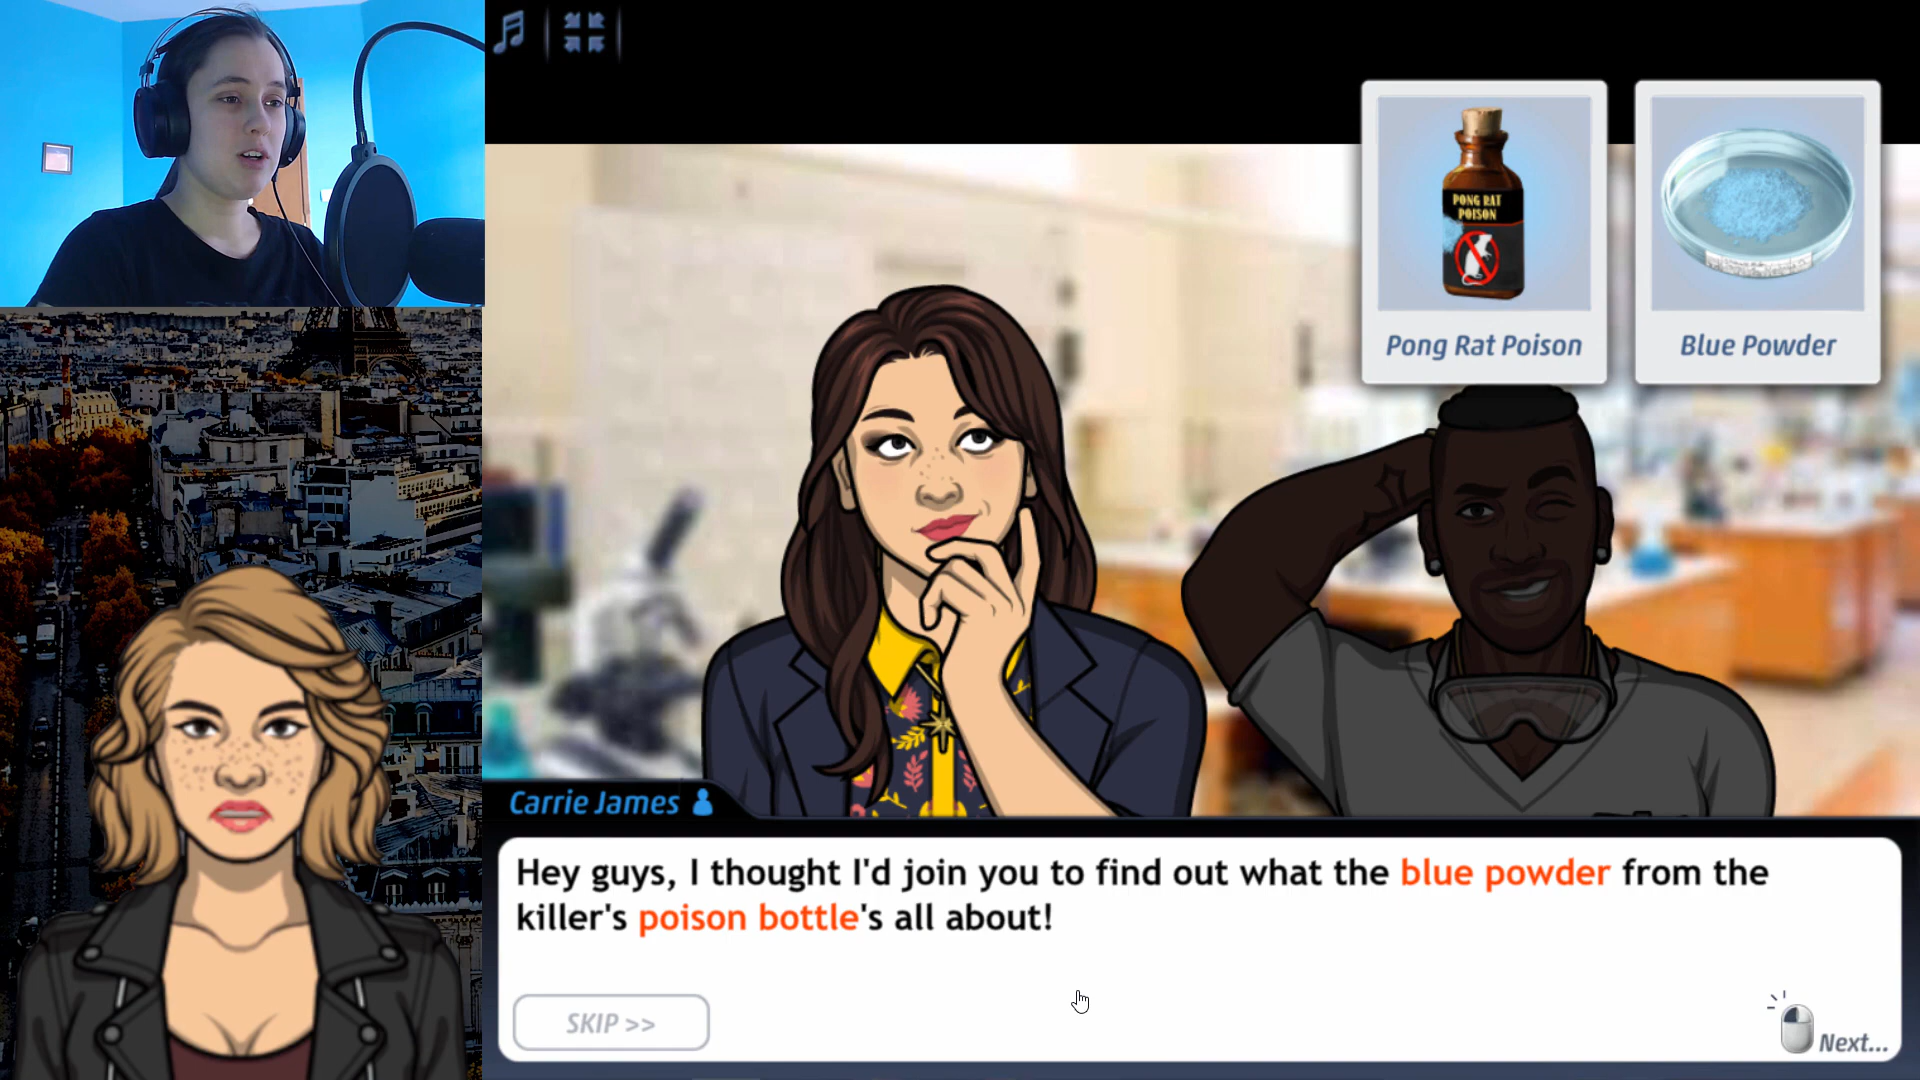 PONG RAT
POISON
Pong Rat Poison
Blue Powder
Carrie James
Hey guys, I thought I'd join you to find out what the blue powder from the
killer's poison bottle's all about!
SKIP >>
Next...